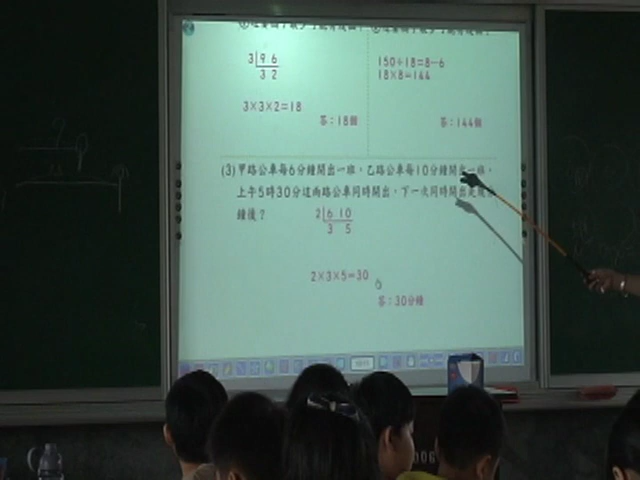 3|9 6
3 2
3×3×2=18
答：18個
150÷18=8…6
18×8=144
答：144個
(3)甲路公車每6分鐘開出一班，乙路公車每10分鐘開出一班，
上午5時30分這兩路公車同時開出，下一次同時開出是
鐘後？
2|6 10
3 5
2×3×5=30
答：30分鐘